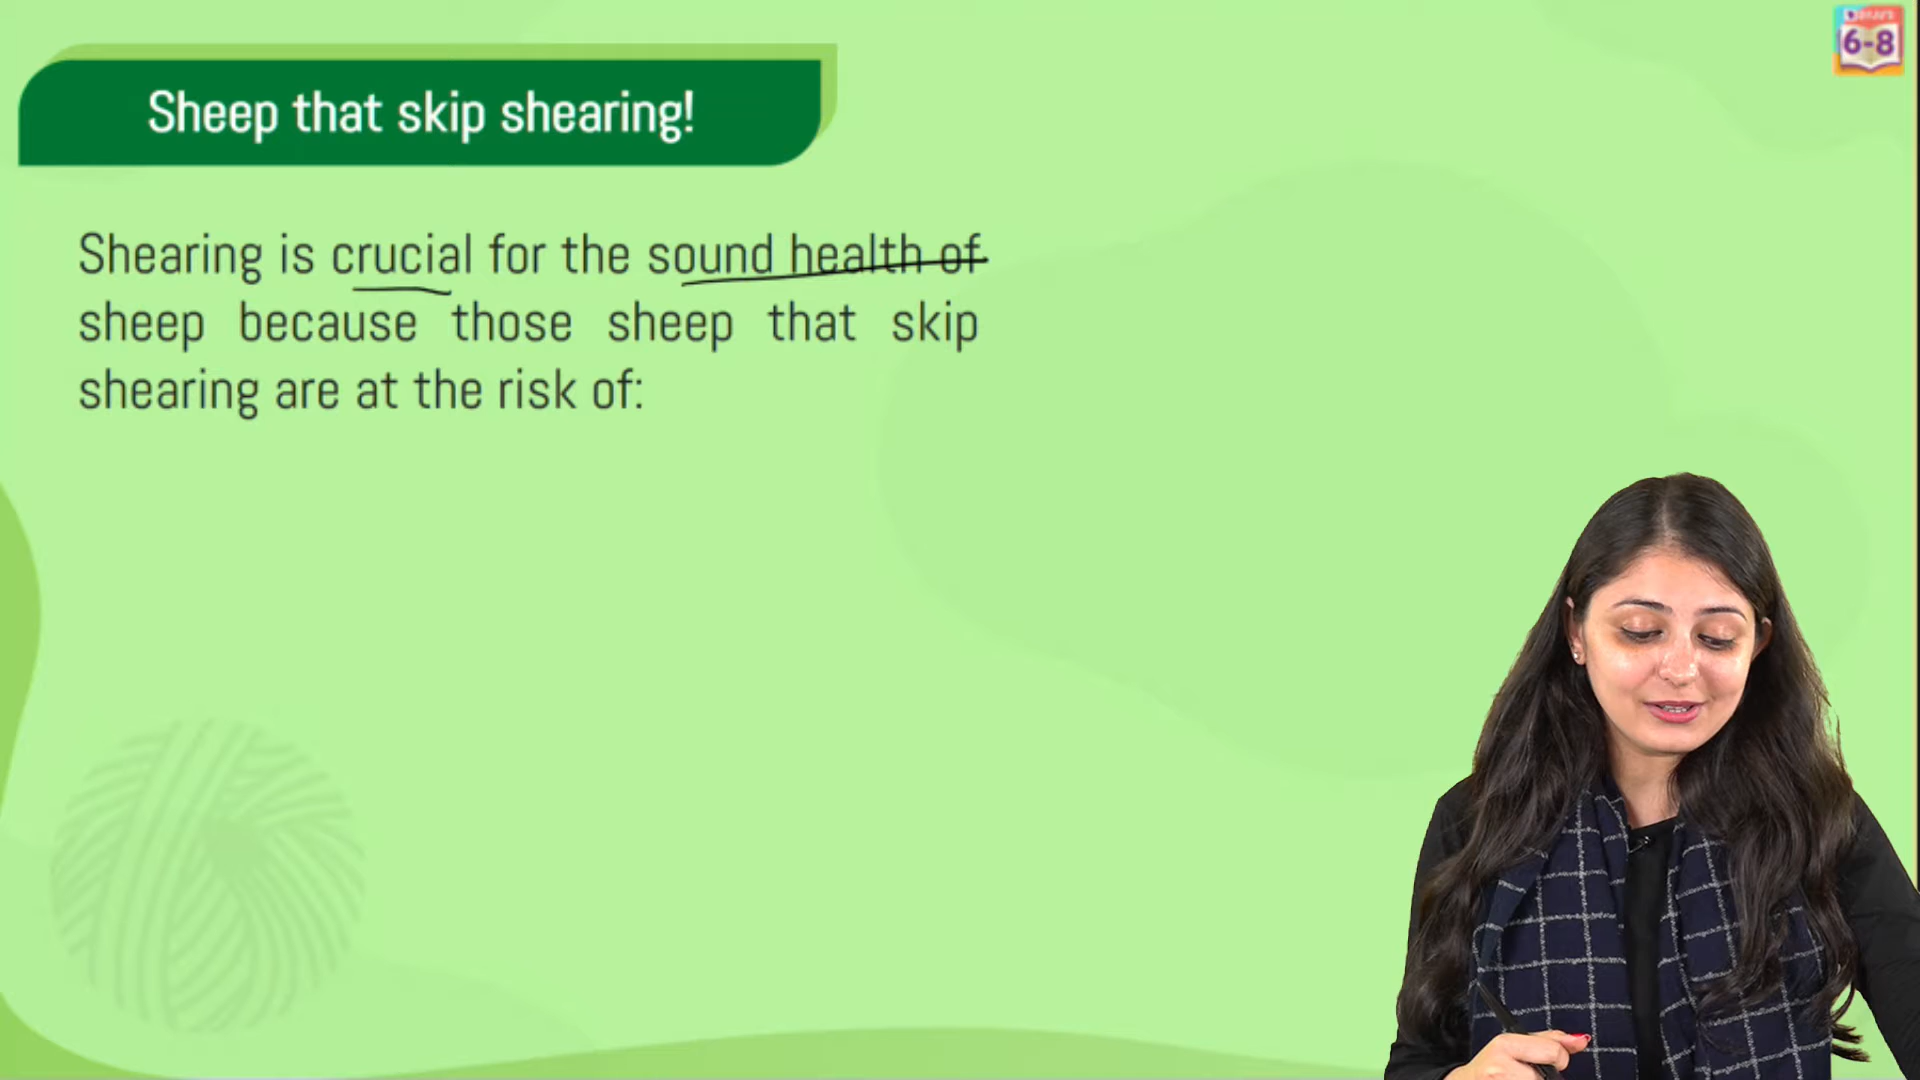 6-8
Sheep that skip shearing!
Shearing is crucial for the sound health of
sheep because those sheep that skip
shearing are at the risk of: